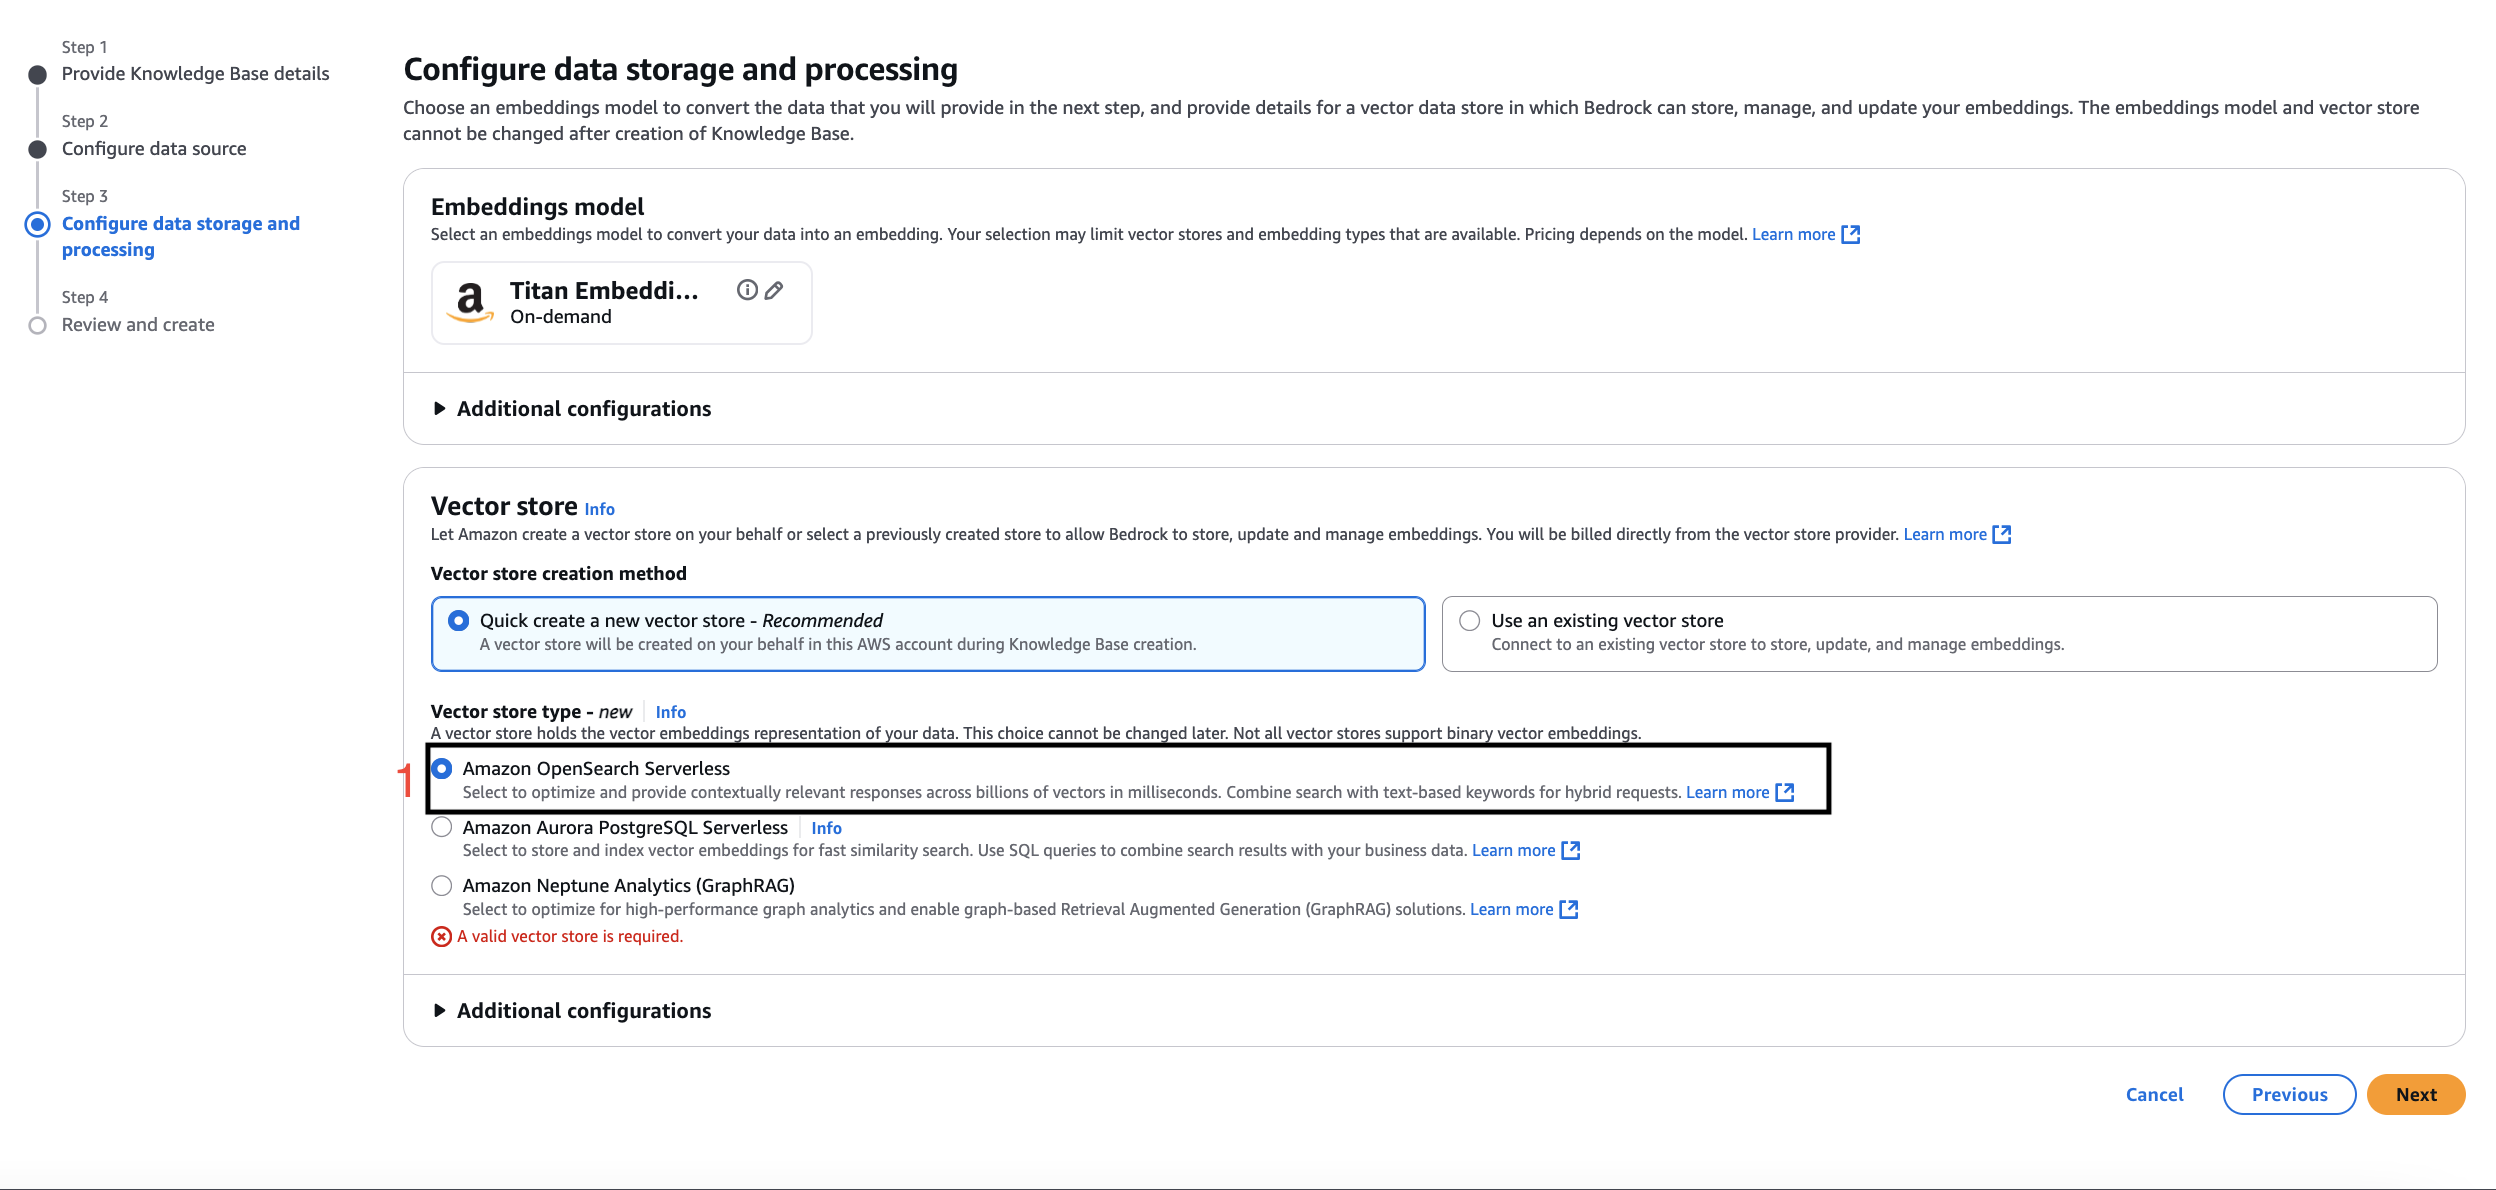 Step 1
Provide Knowledge Base details
Step 2
Configure data source
Step 3
Configure data storage and
processing
Step 4
Review and create
Configure data storage and processing
Choose an embeddings model to convert the data that you will provide in the next step, and provide details for a vector data store in which Bedrock can store, manage, and update your embeddings. The embeddings model and vector store
cannot be changed after creation of Knowledge Base.
Embeddings model
Select an embeddings model to convert your data into an embedding. Your selection may limit vector stores and embedding types that are available. Pricing depends on the model. Learn more
a Titan Embeddi...
On-demand
Additional configurations
Vector store Info
Let Amazon create a vector store on your behalf or select a previously created store to allow Bedrock to store, update and manage embeddings. You will be billed directly from the vector store provider. Learn more
Vector store creation method
Quick create a new vector store - Recommended
A vector store will be created on your behalf in this AWS account during Knowledge Base creation.
Use an existing vector store
Connect to an existing vector store to store, update, and manage embeddings.
Vector store type - new Info
A vector store holds the vector embeddings representation of your data. This choice cannot be changed later. Not all vector stores support binary vector embeddings.
1
Amazon OpenSearch Serverless
Select to optimize and provide contextually relevant responses across billions of vectors in milliseconds. Combine search with text-based keywords for hybrid requests. Learn more
Amazon Aurora PostgreSQL Serverless Info
Select to store and index vector embeddings for fast similarity search. Use SQL queries to combine search results with your business data. Learn more
Amazon Neptune Analytics (GraphRAG)
Select to optimize for high-performance graph analytics and enable graph-based Retrieval Augmented Generation (GraphRAG) solutions. Learn more
A valid vector store is required.
Additional configurations
Cancel Previous Next